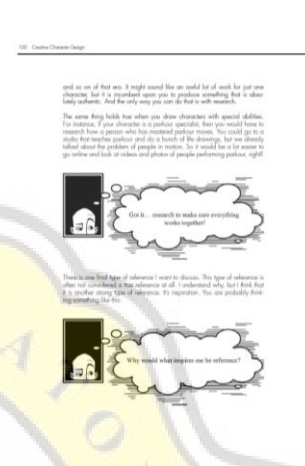 100 Creative Character Design
and so on of that era. It might sound like an awful lot of work for just one
character, but it is incumbent upon you to produce something that is abso-
lutely authentic. And the only way you can do that is with research.
The same thing holds true when you draw characters with special abilities.
For instance, if your character is a parkour specialist, then you would have to
research how a person who has mastered parkour moves. You could go to a
studio that teaches parkour and do a bunch of life drawings, but we already
talked about the problem of people in motion. So it would be a lot easier to
go online and look at videos and photos of people performing parkour, right?
Got it... research to make sure everything
works together!
There is one final type of reference I want to discuss. This type of reference is
often not considered a true reference at all. I understand why, but I think that
it is another strong type of reference. It's inspiration. You are probably think-
ing something like this:
Why would what inspires me be reference?
A T O